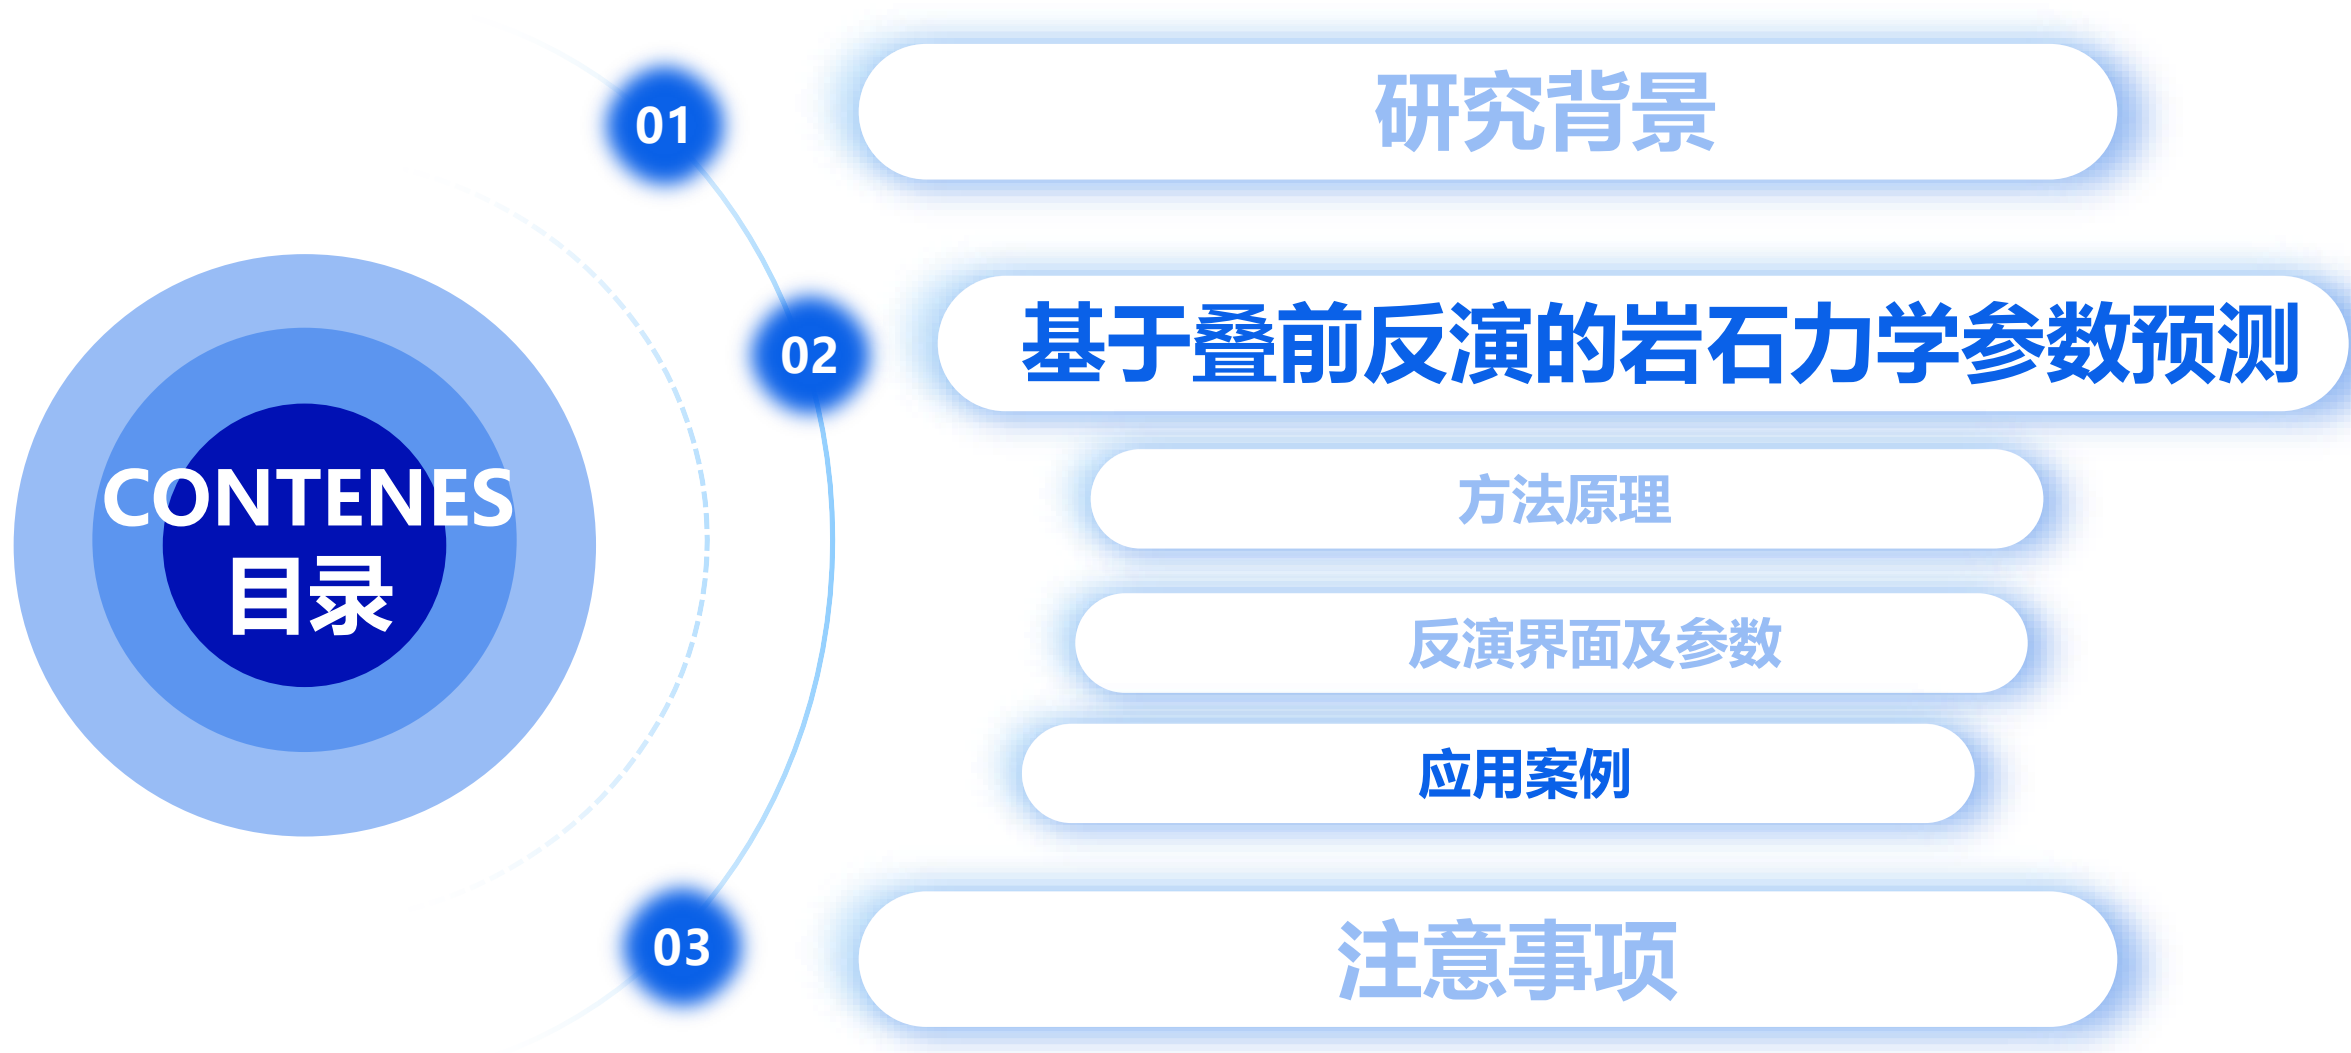 CONTENES
目录
01
研究背景
02
基于叠前反演的岩石力学参数预测
方法原理
反演界面及参数
应用案例
03
注意事项